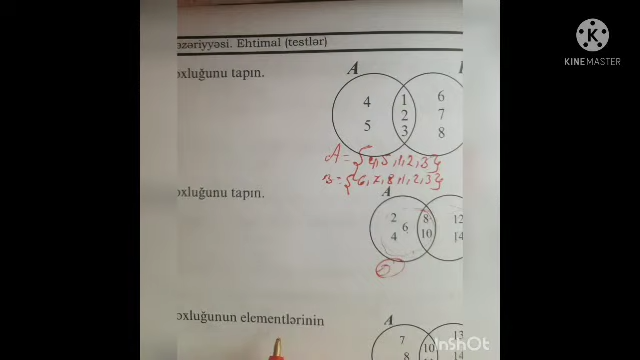 əzəriyyəsi. Ehtimal (testlər)
K
KINEMASTER
oxluğunu tapın.
A
4 1 6
2 7
5 3 8
A = {4,5,1,2,3}
B = {6,7,8,1,2,3}
oxluğunu tapın.
A
2 8 12
6
4 10 14
oxluğunun elementlərinin
A
13
7 10
8
InShOt